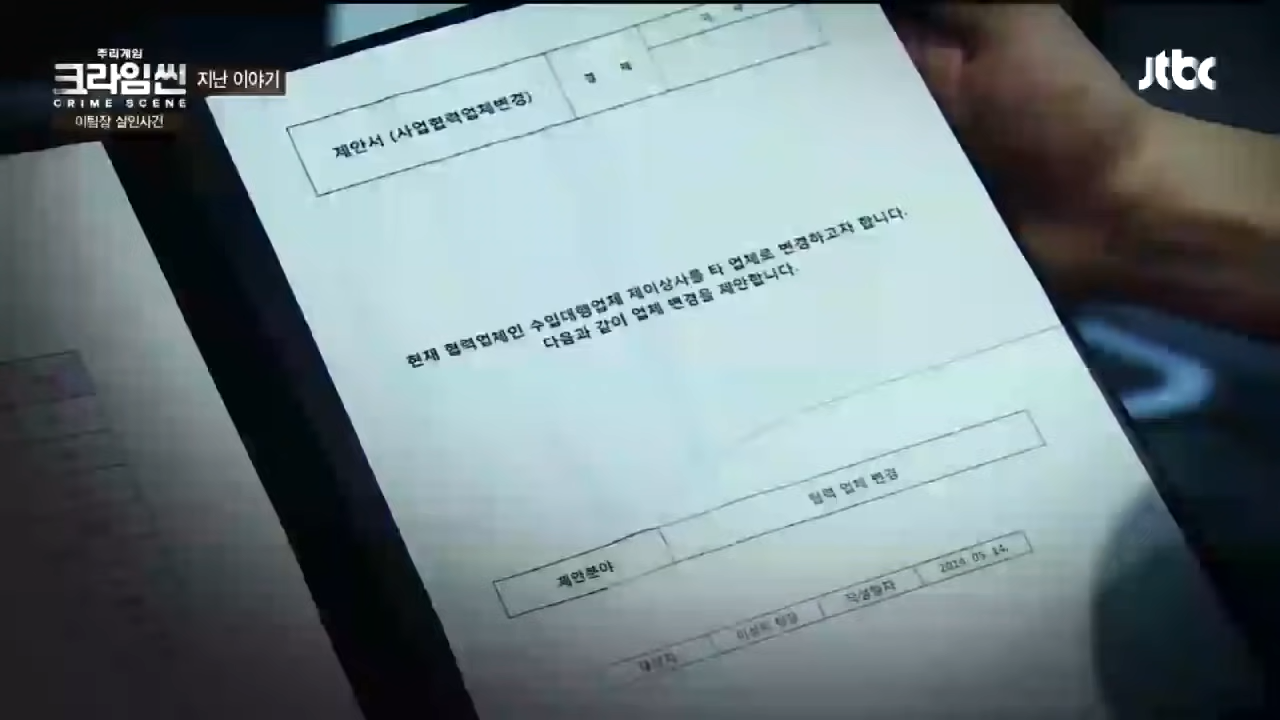 추리게임
크라임씬 지난 이야기
CRIME SCENE
이팀장 살인사건
jtbc
제안서 (사업협력업체변경)
결 재
현재 협력업체인 수입대행업체 제이상사를 타 업체로 변경하고자 합니다.
다음과 같이 업체 변경을 제안합니다.
제안분야 협력 업체 변경
작성일자 2014. 05. 14.